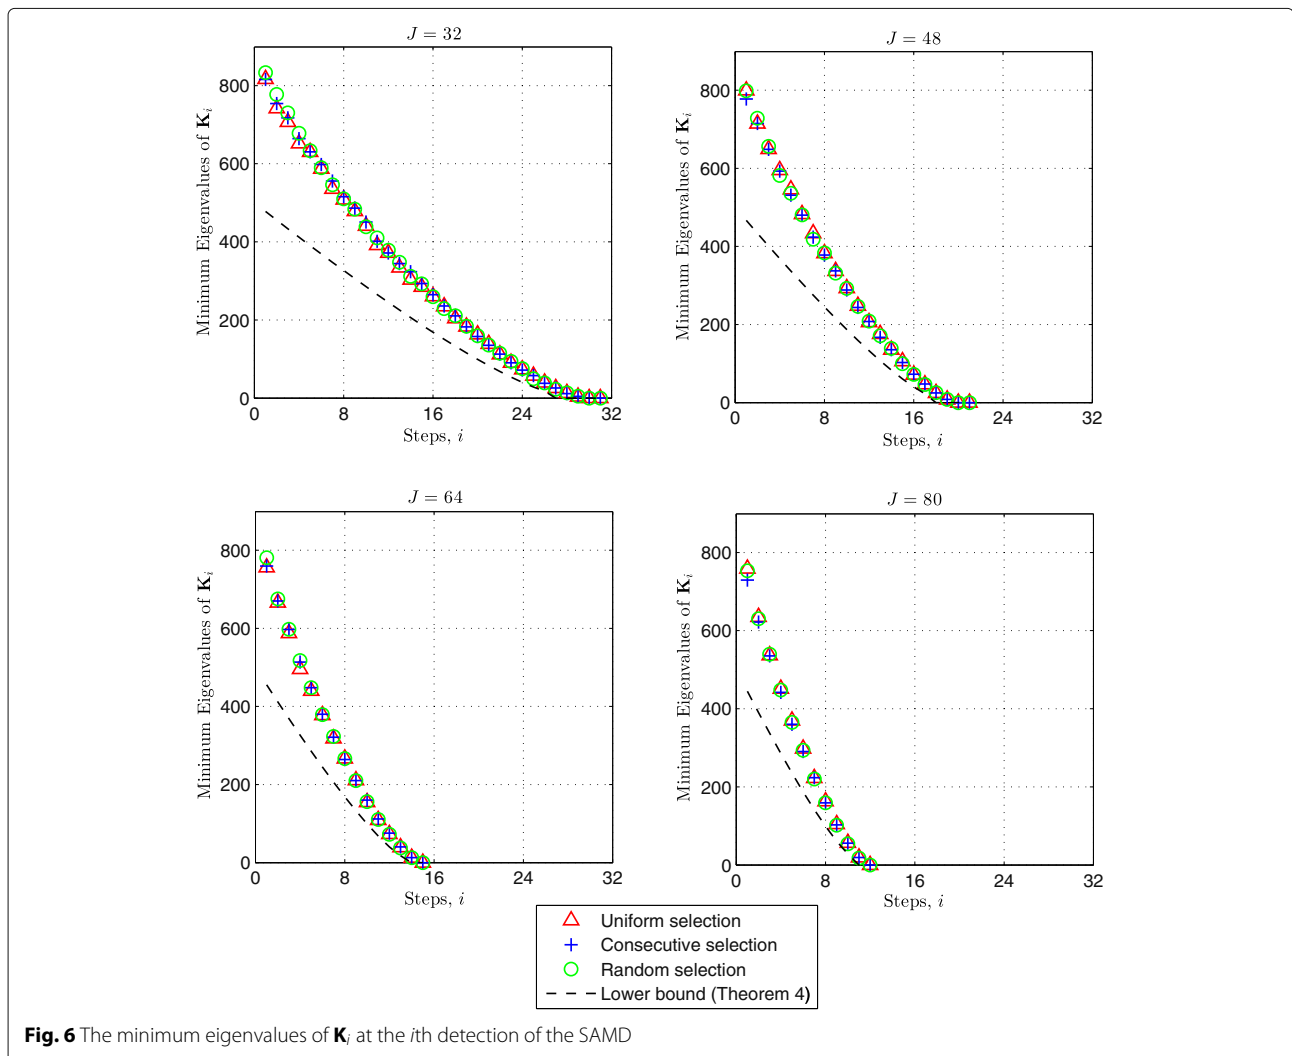 J = 32
800
600
400
200
0
Minimum Eigenvalues of K_i
0 8 16 24 32
Steps, i
J = 48
800
600
400
200
0
Minimum Eigenvalues of K_i
0 8 16 24 32
Steps, i
J = 64
800
600
400
200
0
Minimum Eigenvalues of K_i
0 8 16 24 32
Steps, i
J = 80
800
600
400
200
0
Minimum Eigenvalues of K_i
0 8 16 24 32
Steps, i
Uniform selection
Consecutive selection
Random selection
Lower bound (Theorem 4)
Fig. 6 The minimum eigenvalues of K_i at the ith detection of the SAMD